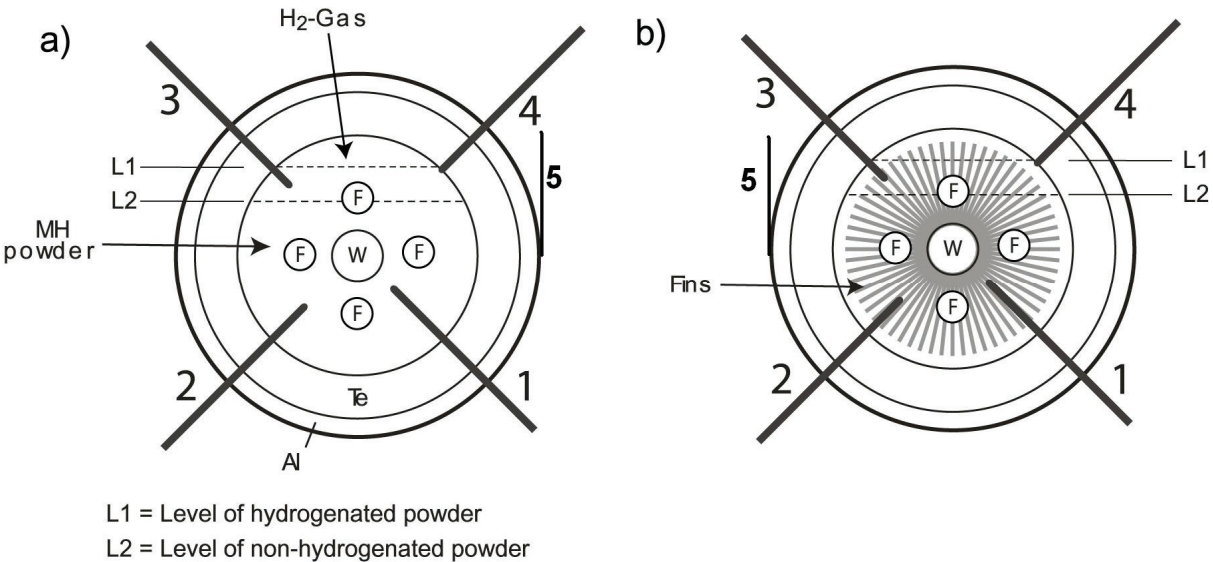 a)
H2-Gas
3
4
L1
5
L2
F
MH
powder
F
W
F
F
2
1
Te
Al
b)
3
4
L1
5
L2
F
F
W
F
Fins
F
2
1
L1 = Level of hydrogenated powder
L2 = Level of non-hydrogenated powder